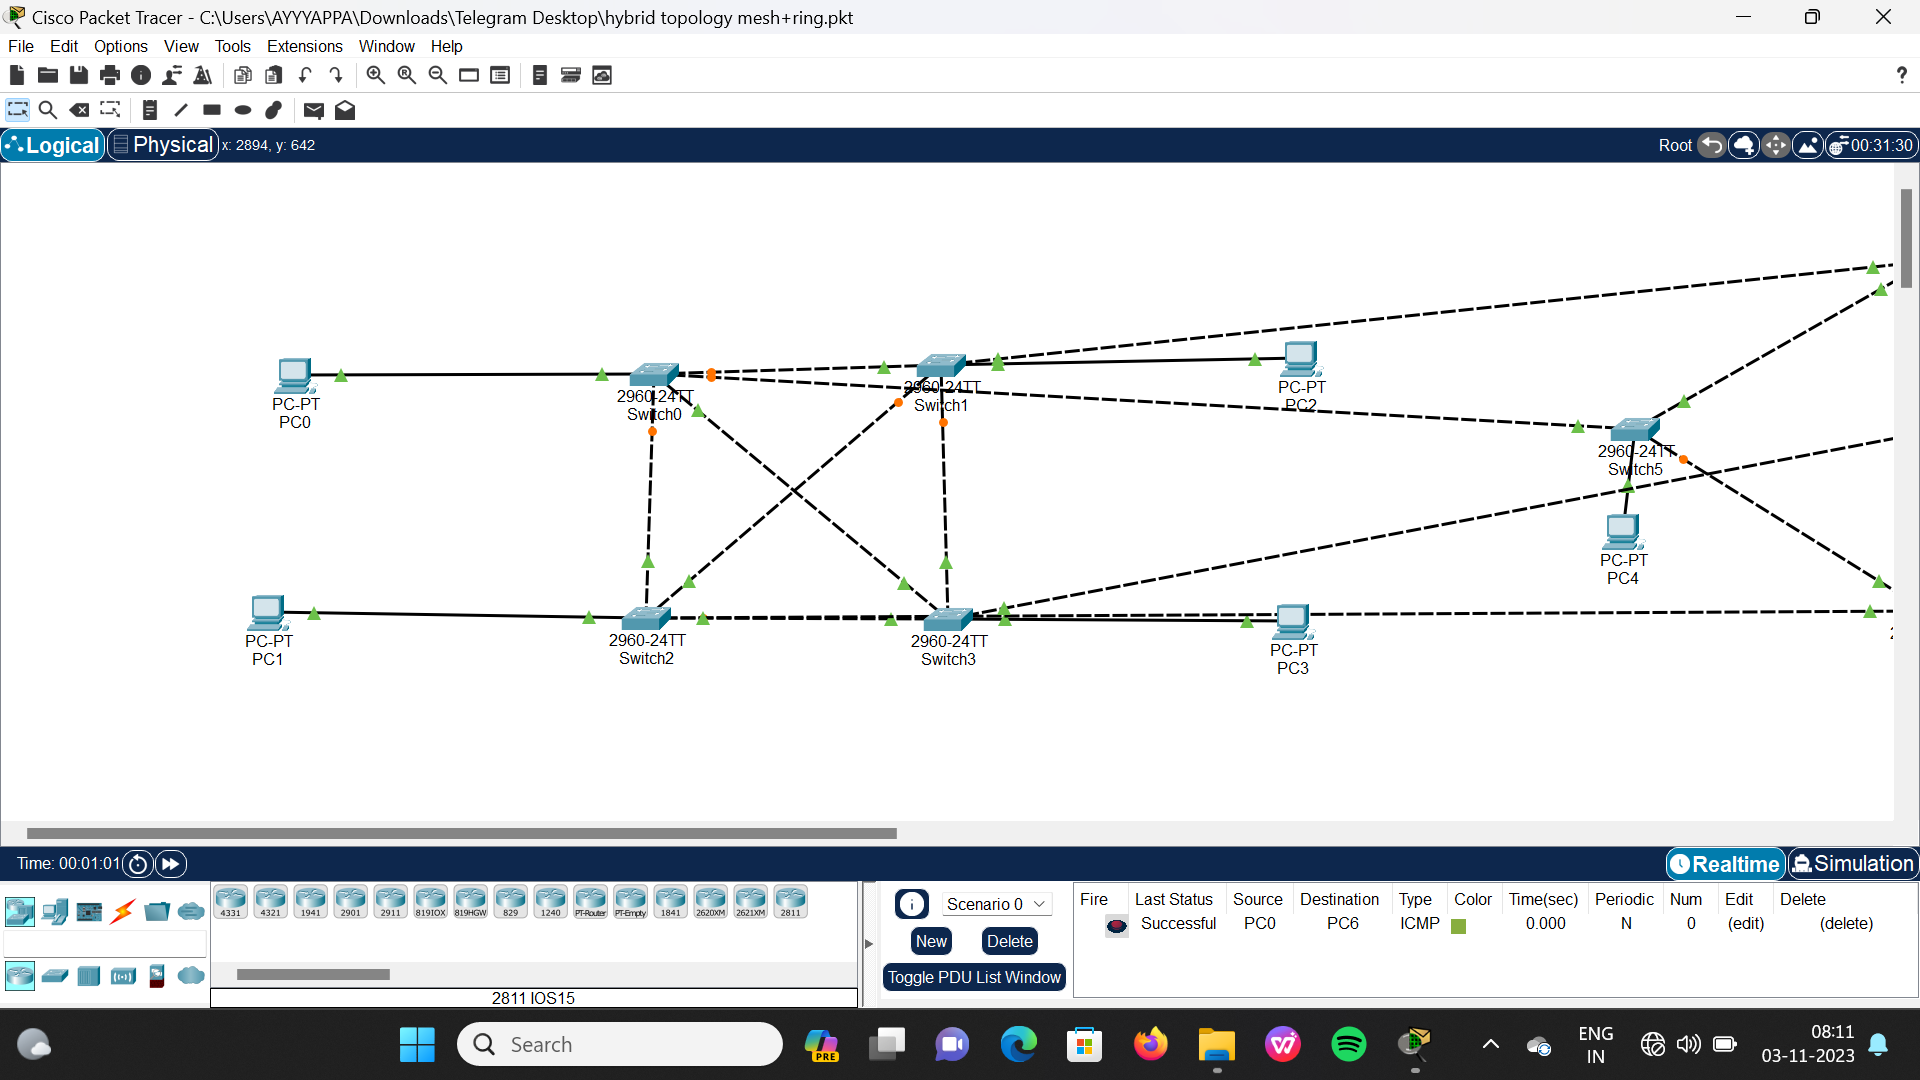 Cisco Packet Tracer - C:\Users\AYYYAPPA\Downloads\Telegram Desktop\hybrid topology mesh+ring.pkt
File Edit Options View Tools Extensions Window Help
?
Logical Physical x: 2894, y: 642 Root 00:31:30
PC-PT
PC0
2960-24TT
Switch0
2960-24TT
Switch1
PC-PT
PC2
2960-24TT
Switch5
PC-PT
PC4
PC-PT
PC1
2960-24TT
Switch2
2960-24TT
Switch3
PC-PT
PC3
Time: 00:01:01 Realtime Simulation
4331 4321 1941 2901 2911 819IOX 819HGW 829 1240 PT-Router PT-Empty 1841 2620XM 2621XM 2811
2811 IOS15
Scenario 0
New Delete
Toggle PDU List Window
Fire Last Status Source Destination Type Color Time(sec) Periodic Num Edit Delete
Successful PC0 PC6 ICMP 0.000 N 0 (edit) (delete)
Search
PRE
ENG
IN
08:11
03-11-2023